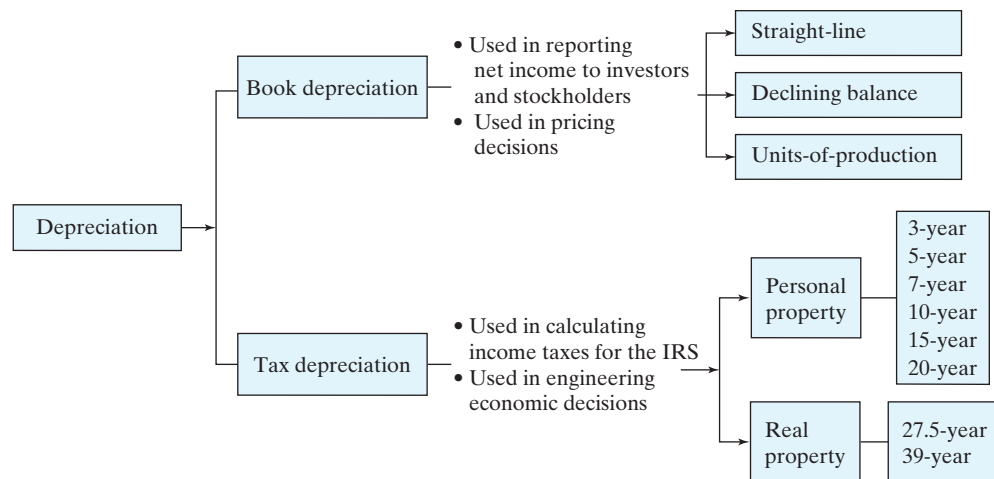 Depreciation
Book depreciation
• Used in reporting
net income to investors
and stockholders
• Used in pricing
decisions
Straight-line
Declining balance
Units-of-production
Tax depreciation
• Used in calculating
income taxes for the IRS
• Used in engineering
economic decisions
Personal
property
3-year
5-year
7-year
10-year
15-year
20-year
Real
property
27.5-year
39-year